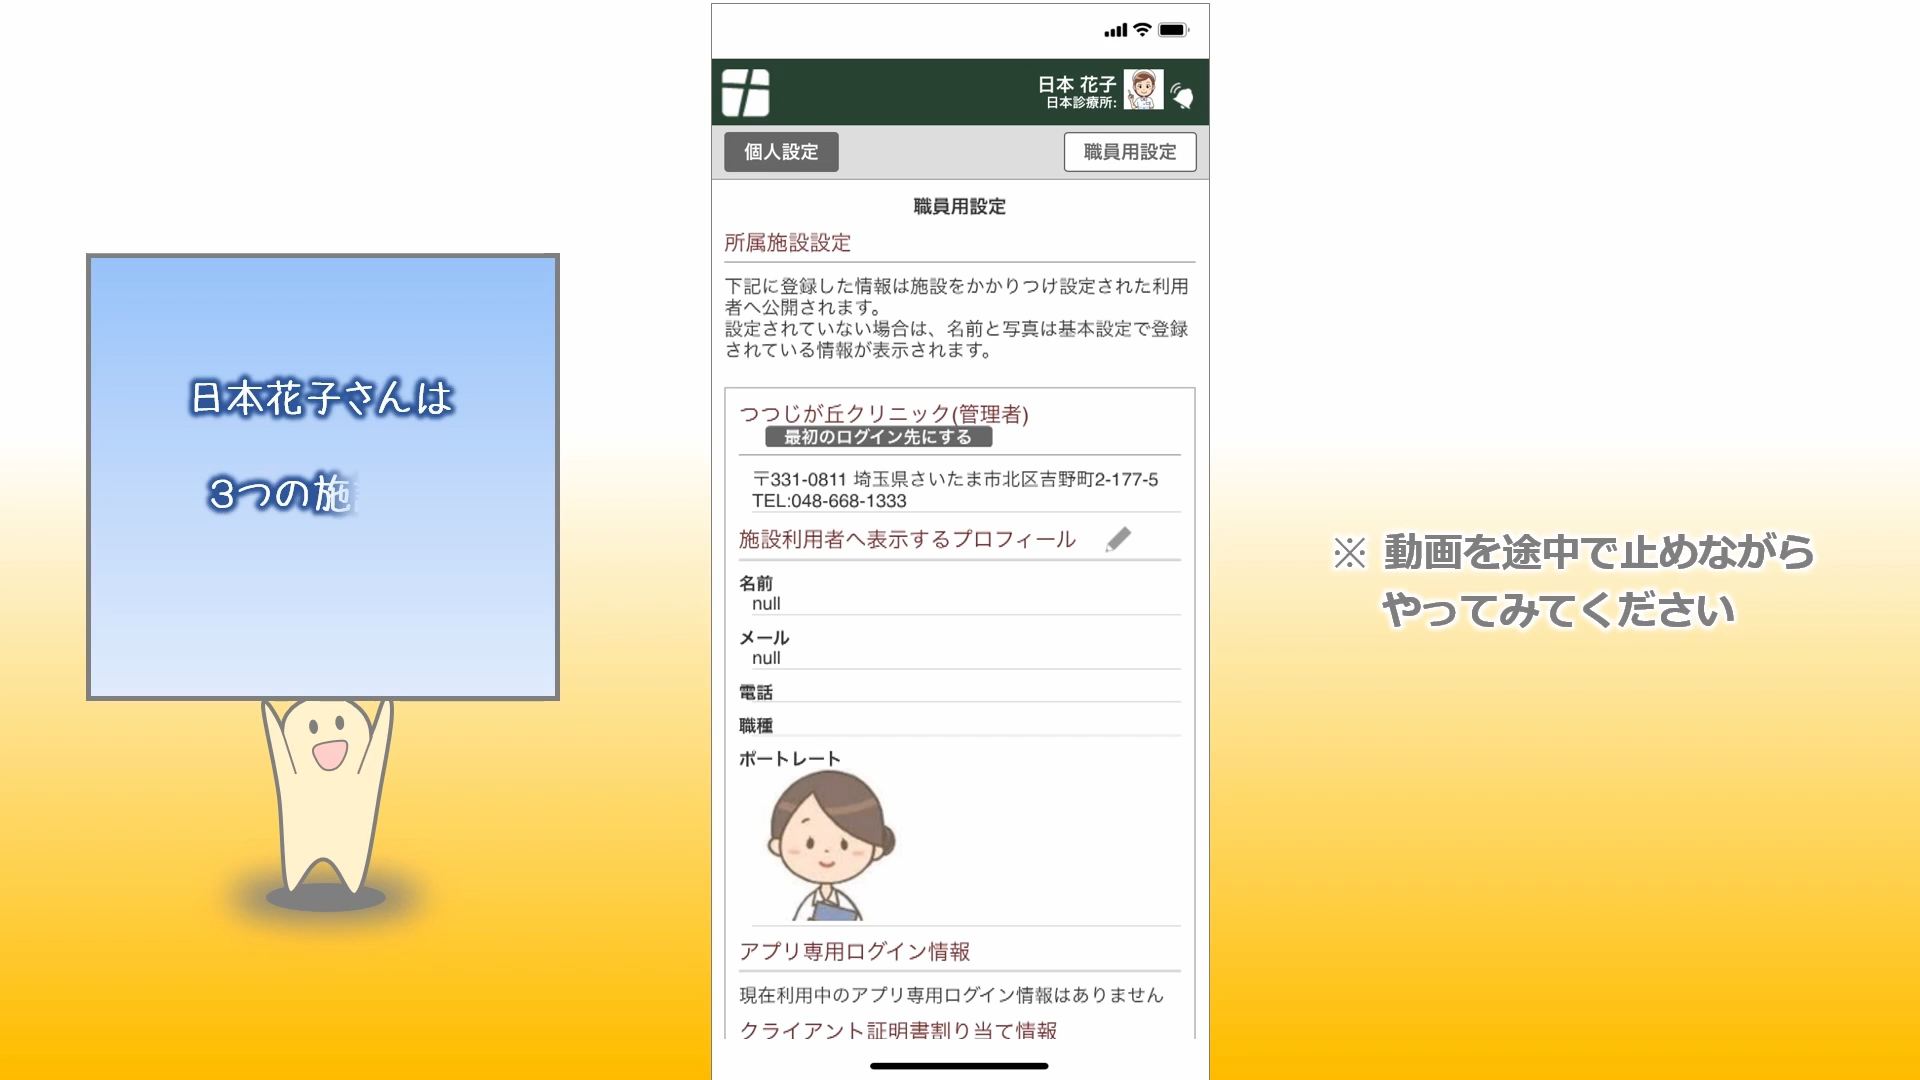 日本花子さんは
3つの施
日本 花子
日本診療所:
個人設定
職員用設定
職員用設定
所属施設設定
下記に登録した情報は施設をかかりつけ設定された利用
者へ公開されます。
設定されていない場合は、名前と写真は基本設定で登録
されている情報が表示されます。
つつじが丘クリニック(管理者)
最初のログイン先にする
〒331-0811 埼玉県さいたま市北区吉野町2-177-5
TEL:048-668-1333
施設利用者へ表示するプロフィール
名前
null
メール
null
電話
職種
ポートレート
アプリ専用ログイン情報
現在利用中のアプリ専用ログイン情報はありません
クライアント証明書割り当て情報
※ 動画を途中で止めながら
やってみてください